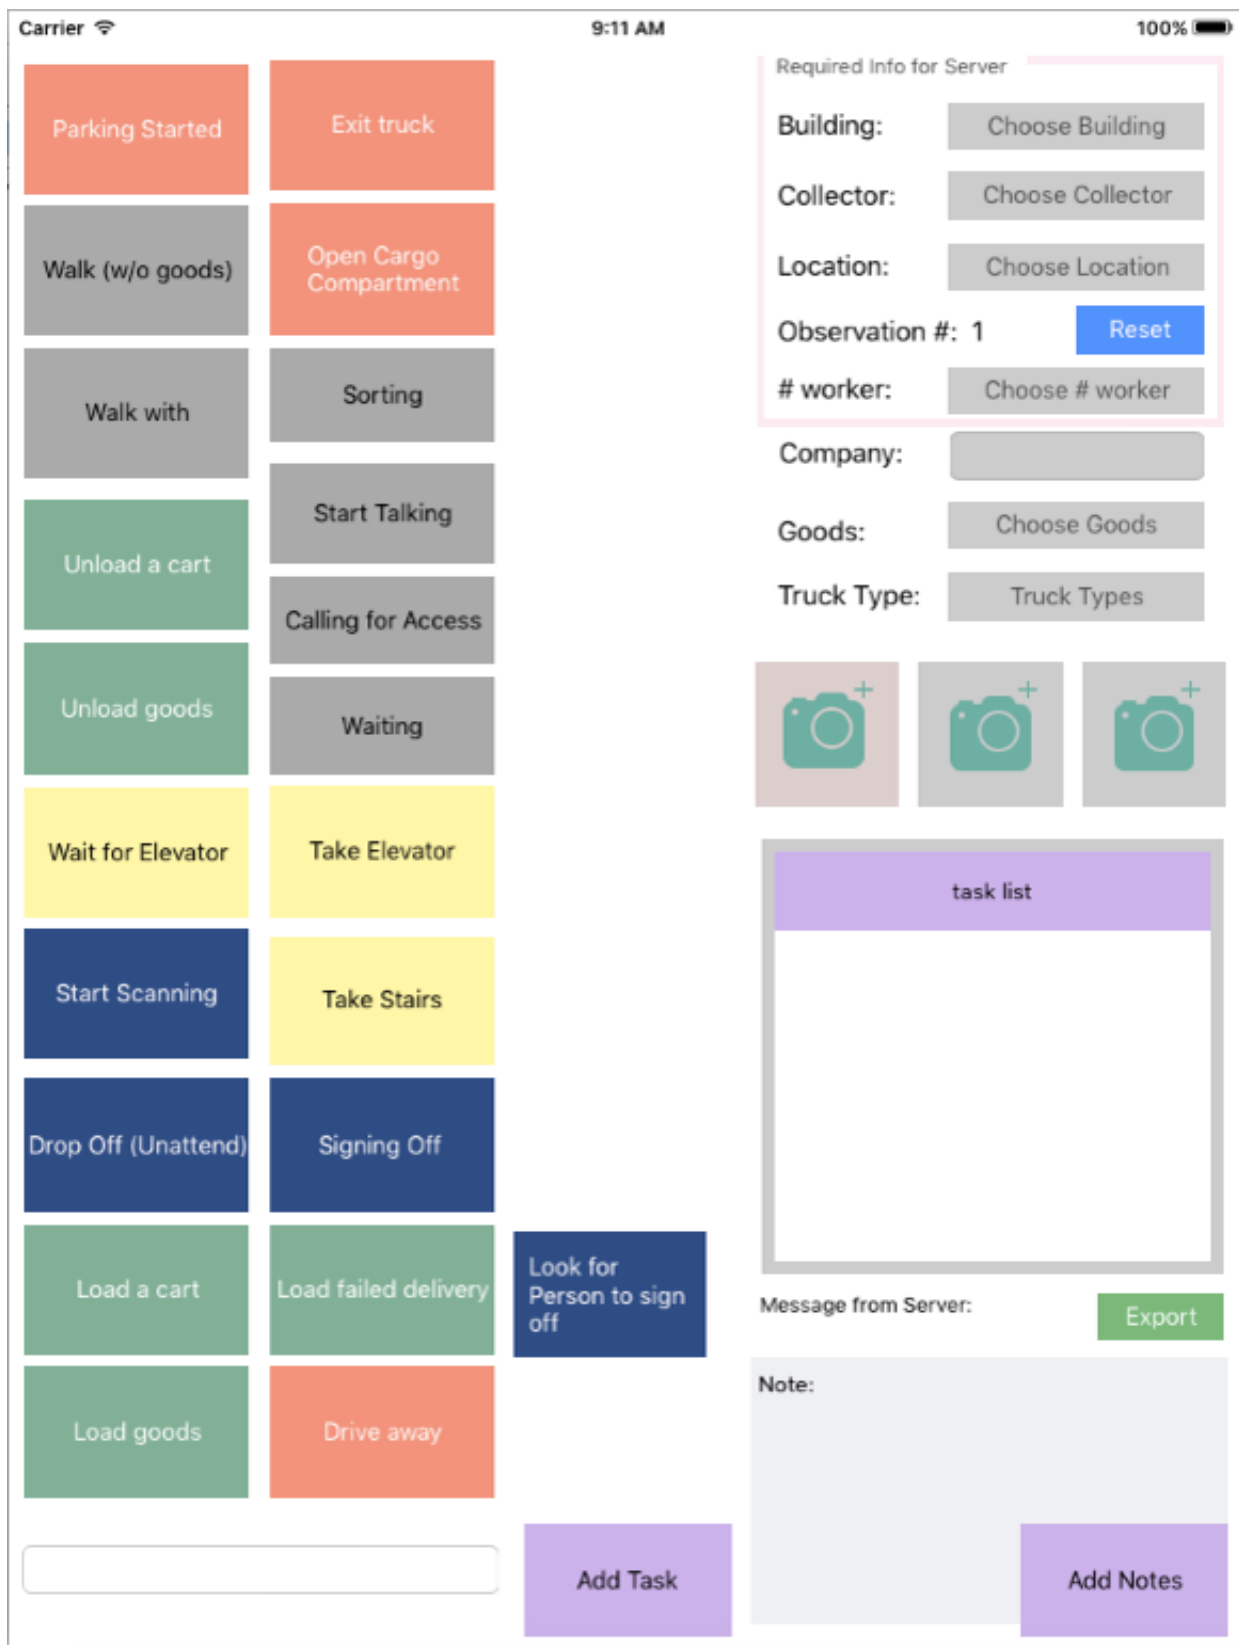 Carrier
9:11 AM
100%
Parking Started
Exit truck
Walk (w/o goods)
Open Cargo
Compartment
Walk with
Sorting
Start Talking
Unload a cart
Calling for Access
Unload goods
Waiting
Wait for Elevator
Take Elevator
Start Scanning
Take Stairs
Drop Off (Unattend)
Signing Off
Load a cart
Load failed delivery
Look for
Person to sign
off
Load goods
Drive away
Add Task
Required Info for Server
Building:
Choose Building
Collector:
Choose Collector
Location:
Choose Location
Observation #: 1
Reset
# worker:
Choose # worker
Company:
Goods:
Choose Goods
Truck Type:
Truck Types
task list
Message from Server:
Export
Note:
Add Notes